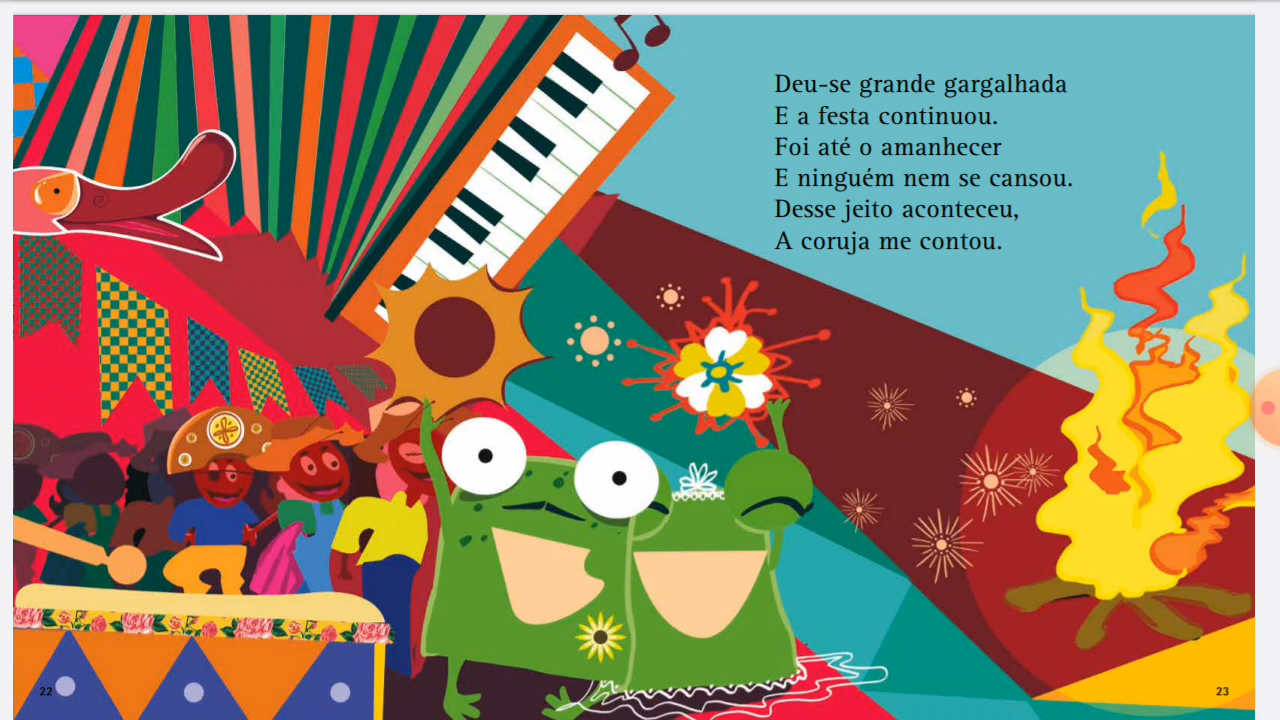 Deu-se grande gargalhada
E a festa continuou.
Foi até o amanhecer
E ninguém nem se cansou.
Desse jeito aconteceu,
A coruja me contou.
22
23